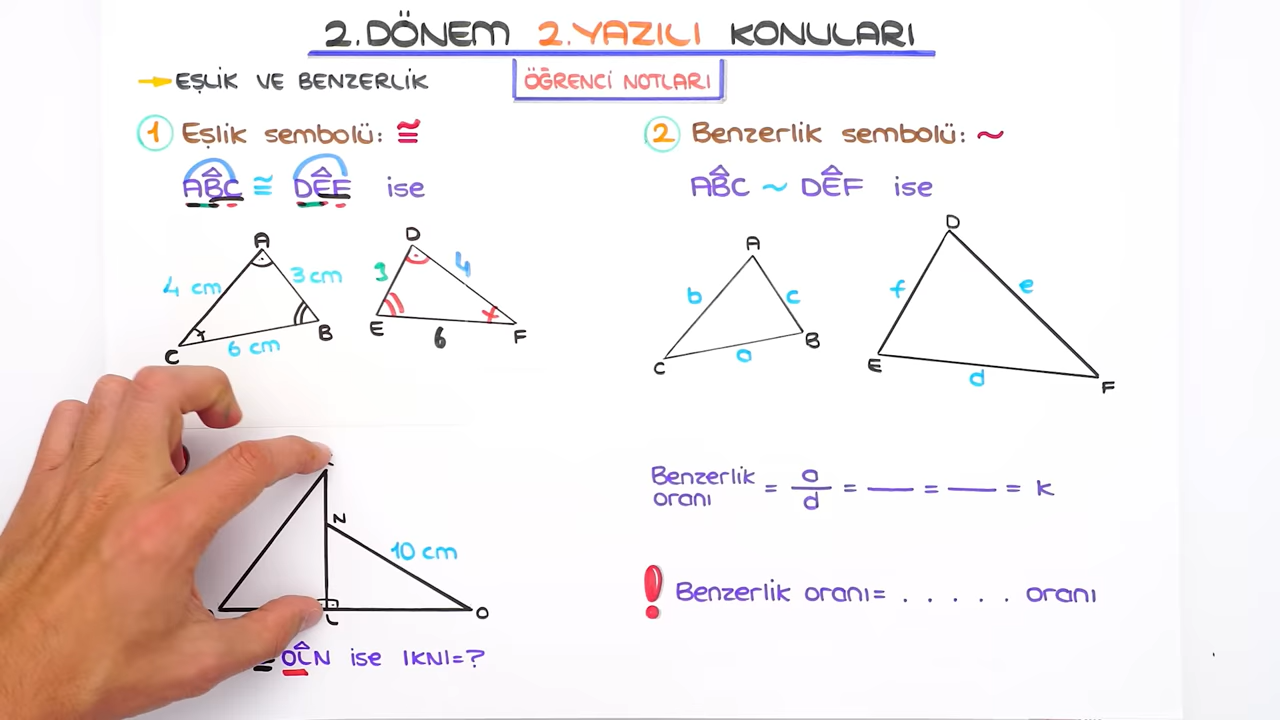 2.DÖNEM 2.YAZILI KONULARI
→ EŞLİK VE BENZERLİK
ÖĞRENCİ NOTLARI
1 Eşlik sembolü: ≅
ABC ≅ DEF ise
A
4 cm
3 cm
C
6 cm
B
D
3
4
E
6
F
N
10 cm
L
O
OLN ise |KN|=?
2 Benzerlik sembolü: ~
ABC ~ DEF ise
A
b
c
C
a
B
D
f
e
E
d
F
Benzerlik oranı = a/d = __ = __ = k
! Benzerlik oranı= . . . . . oranı